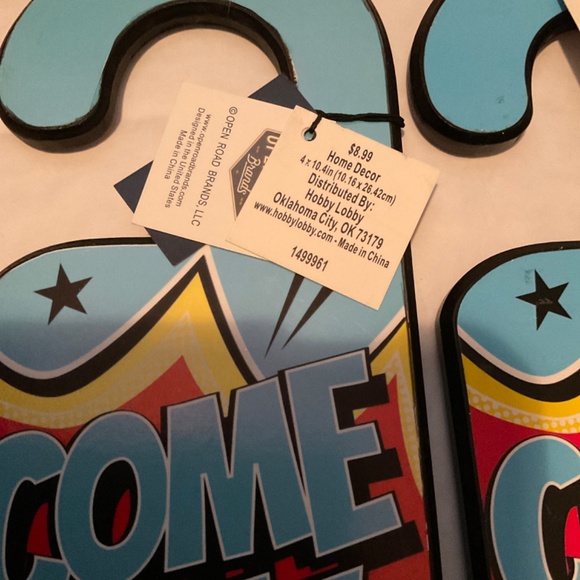 © OPEN ROAD BRANDS, LLC
www.openroadbrands.com
Designed in the United States
Made in China
Brands
$8.99
Home Decor
4 x 10.4in (10.16 x 26.42cm)
Distributed By:
Hobby Lobby
Oklahoma City, OK 73179
www.hobbylobby.com - Made in China
1499961
COME